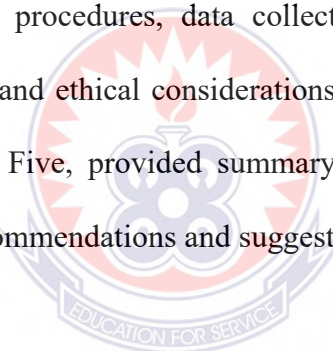 procedures, data collect
and ethical considerations
Five, provided summary
ommendations and suggest
EDUCATION FOR SERVICE